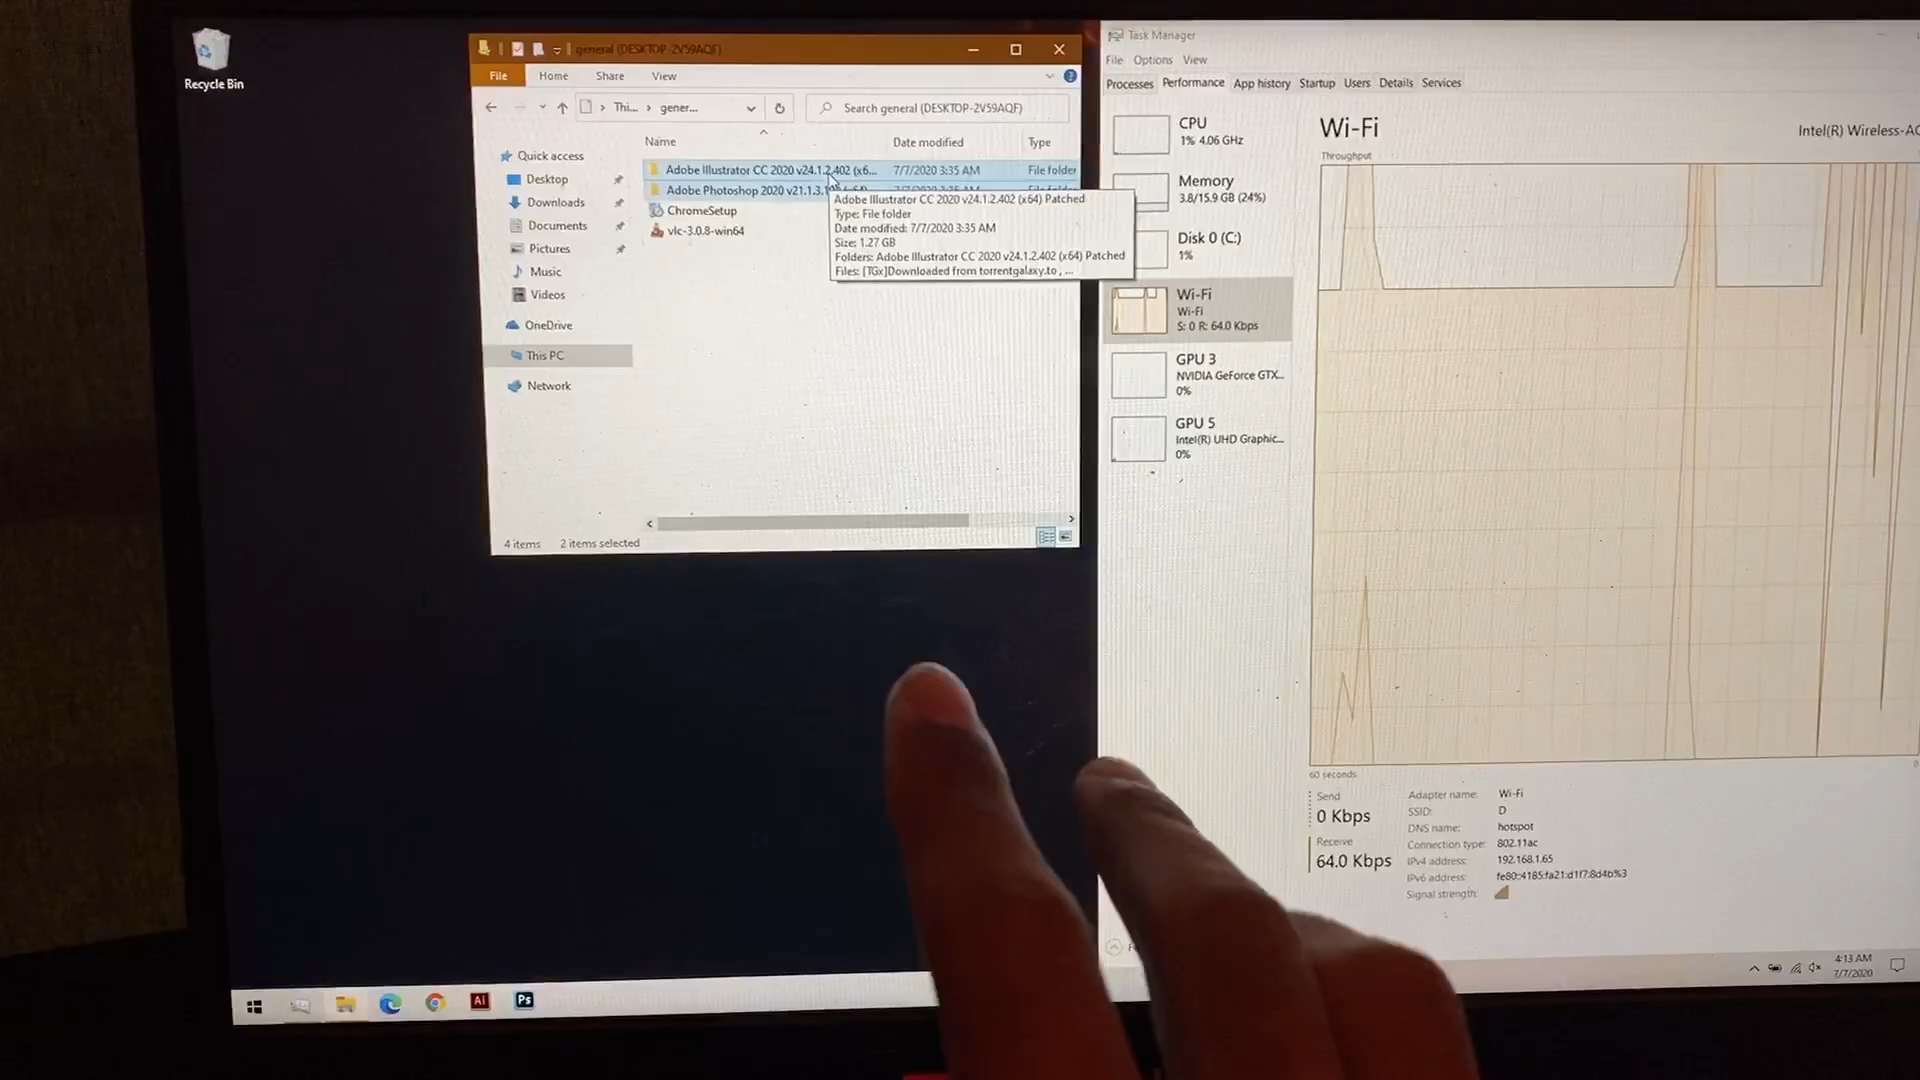 Recycle Bin
general (DESKTOP-2V59AQF)
File Home Share View
Thi... gener...
Search general (DESKTOP-2V59AQF)
Name Date modified Type
Quick access
Desktop
Downloads
Documents
Pictures
Music
Videos
OneDrive
This PC
Network
Adobe Illustrator CC 2020 v24.1.2.402 (x6... 7/7/2020 3:35 AM File folder
Adobe Photoshop 2020 v21.1.3.1
ChromeSetup
vlc-3.0.8-win64
Adobe Illustrator CC 2020 v24.1.2.402 (x64) Patched
Type: File folder
Date modified: 7/7/2020 3:35 AM
Size: 1.27 GB
Folders: Adobe Illustrator CC 2020 v24.1.2.402 (x64) Patched
Files: [TGx]Downloaded from torrentgalaxy.to , ...
4 items 2 items selected
Task Manager
File Options View
Processes Performance App history Startup Users Details Services
CPU
1% 4.06 GHz
Memory
3.8/15.9 GB (24%)
Disk 0 (C:)
1%
Wi-Fi
Wi-Fi
S: 0 R: 64.0 Kbps
GPU 3
NVIDIA GeForce GTX...
0%
GPU 5
Intel(R) UHD Graphic...
0%
Wi-Fi
Intel(R) Wireless-AC
Throughput
60 seconds
0
Send
0 Kbps
Receive
64.0 Kbps
Adapter name: Wi-Fi
SSID: D
DNS name: hotspot
Connection type: 802.11ac
IPv4 address: 192.168.1.65
IPv6 address: fe80::4185:fa21:d1f7:8d4b%3
Signal strength:
Ai Ps
4:13 AM
7/7/2020